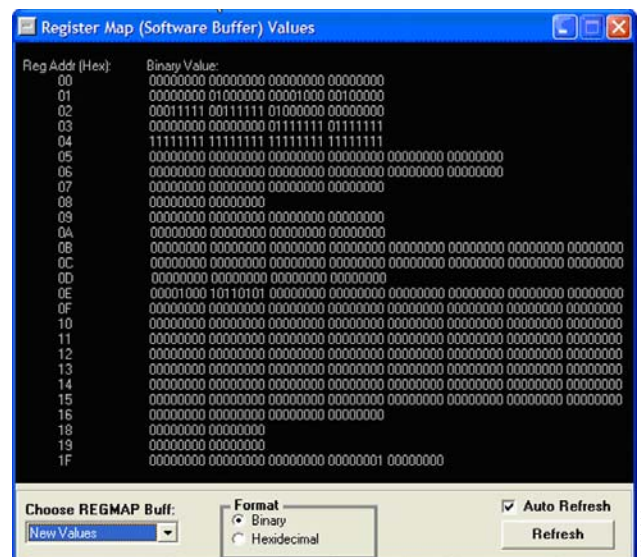 Register Map (Software Buffer) Values
Reg Addr (Hex): Binary Value:
00 00000000 00000000 00000000 00000000
01 00000000 01000000 00001000 00100000
02 00011111 00111111 01000000 00000000
03 00000000 00000000 01111111 01111111
04 11111111 11111111 11111111 11111111
05 00000000 00000000 00000000 00000000 00000000 00000000
06 00000000 00000000 00000000 00000000 00000000 00000000
07 00000000 00000000 00000000 00000000
08 00000000 00000000
09 00000000 00000000 00000000 00000000
0A 00000000 00000000 00000000 00000000
0B 00000000 00000000 00000000 00000000 00000000 00000000 00000000 00000000
0C 00000000 00000000 00000000 00000000 00000000 00000000 00000000 00000000
0D 00000000 00000000 00000000 00000000
0E 00001000 10110101 00000000 00000000 00000000 00000000 00000000 00000000
0F 00000000 00000000 00000000 00000000 00000000 00000000 00000000 00000000
10 00000000 00000000 00000000 00000000 00000000 00000000 00000000 00000000
11 00000000 00000000 00000000 00000000 00000000 00000000 00000000 00000000
12 00000000 00000000 00000000 00000000 00000000 00000000 00000000 00000000
13 00000000 00000000 00000000 00000000 00000000 00000000 00000000 00000000
14 00000000 00000000 00000000 00000000 00000000 00000000 00000000 00000000
15 00000000 00000000 00000000 00000000 00000000 00000000 00000000 00000000
16 00000000 00000000 00000000 00000000
18 00000000 00000000
19 00000000 00000000
1F 00000000 00000000 00000000 00000001 00000000
Choose REGMAP Buff:
New Values
Format
Binary
Hexidecimal
Auto Refresh
Refresh